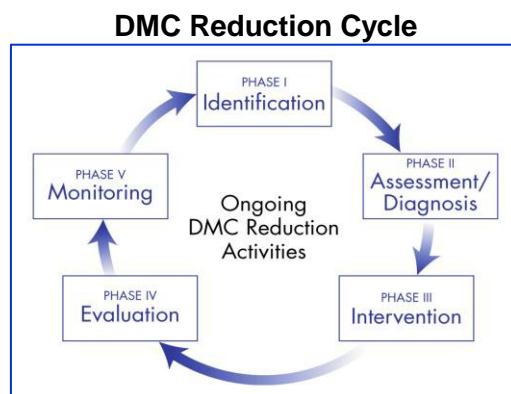 DMC Reduction Cycle
PHASE I
Identification
PHASE II
Assessment/
Diagnosis
PHASE III
Intervention
PHASE IV
Evaluation
PHASE V
Monitoring
Ongoing
DMC Reduction
Activities